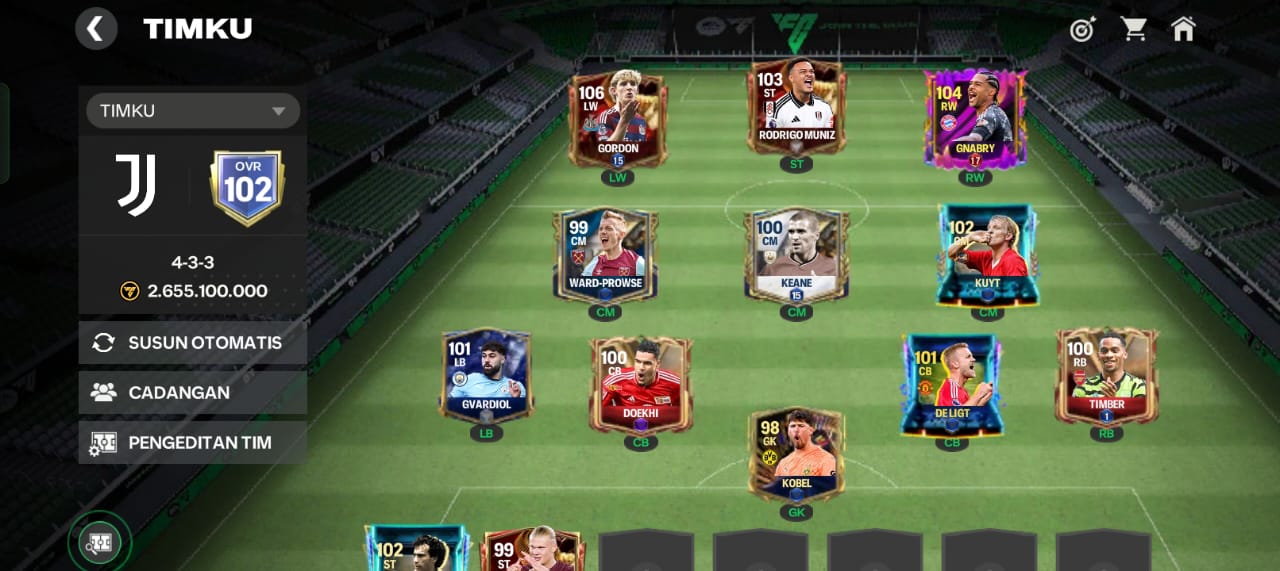 TIMKU
TIMKU
OVR
102
4-3-3
2.655.100.000
SUSUN OTOMATIS
CADANGAN
PENGEDITAN TIM
106
LW
GORDON
15
LW
103
ST
RODRIGO MUNIZ
ST
104
RW
GNABRY
17
RW
99
CM
WARD-PROWSE
CM
100
CM
KEANE
15
CM
102
CM
KUYT
CM
101
LB
GVARDIOL
LB
100
CB
DOEKHI
CB
101
CB
DE LIGT
CB
100
RB
TIMBER
1
RB
98
GK
KOBEL
GK
102
ST
99
ST